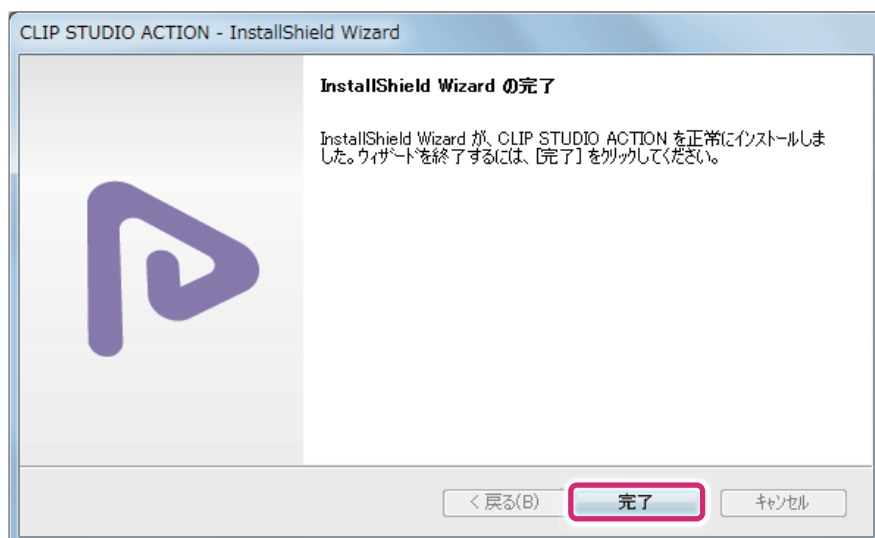 CLIP STUDIO ACTION - InstallShield Wizard
InstallShield Wizard の完了
InstallShield Wizard が、CLIP STUDIO ACTION を正常にインストールしま
した。ウィザードを終了するには、[完了] をクリックしてください。
< 戻る(B) 完了 キャンセル